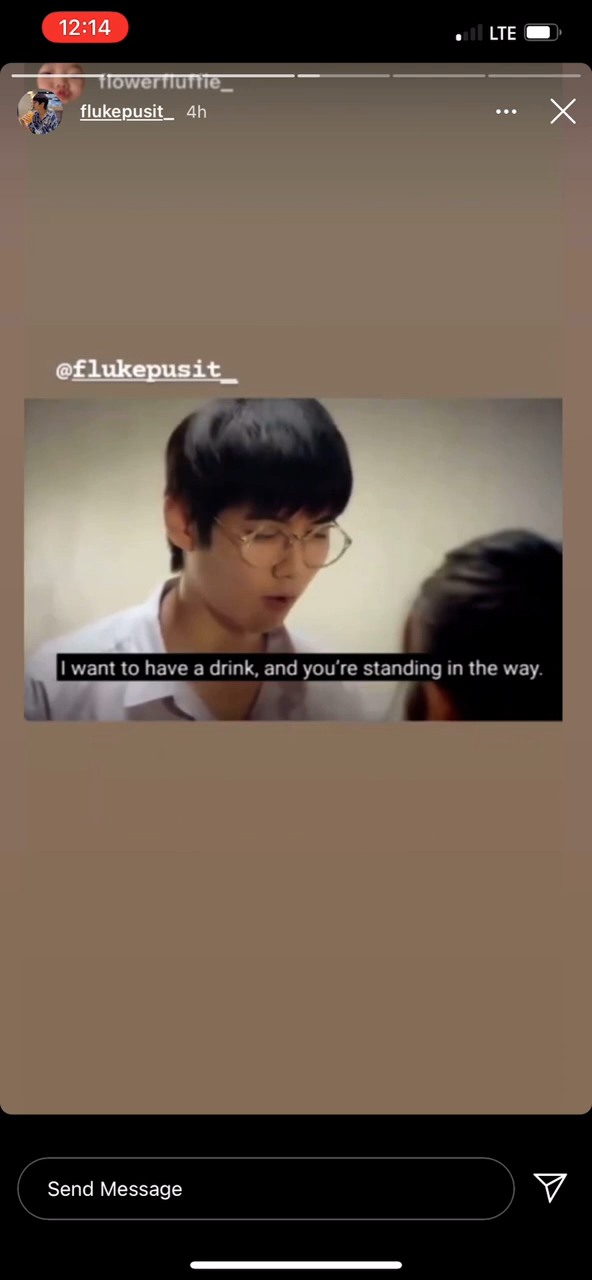 12:14
LTE
flowerfluffie_
flukepusit_ 4h
@flukepusit_
I want to have a drink, and you're standing in the way.
Send Message